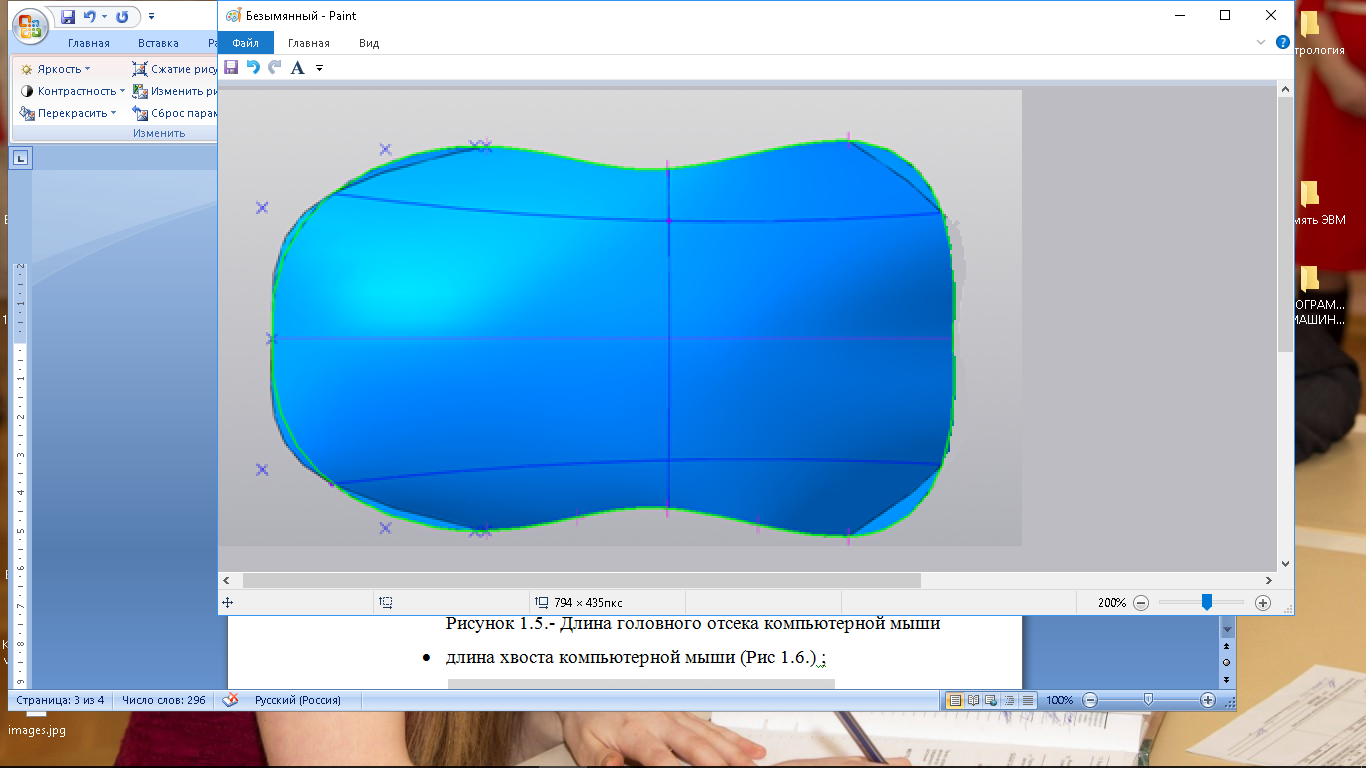 Безымянный - Paint
Файл
Главная
Вид
Главная
Вставка
Яркость
Контрастность
Перекрасить
Сжатие рису
Изменить ри
Сброс парам
Изменить
трология
мять ЭВМ
ОГРАМ...
МАШИН...
794 × 435пкс
200%
Рисунок 1.5.- Длина головного отсека компьютерной мыши
• длина хвоста компьютерной мыши (Рис 1.6.) ;
Страница: 3 из 4
Число слов: 296
Русский (Россия)
100%
images.jpg